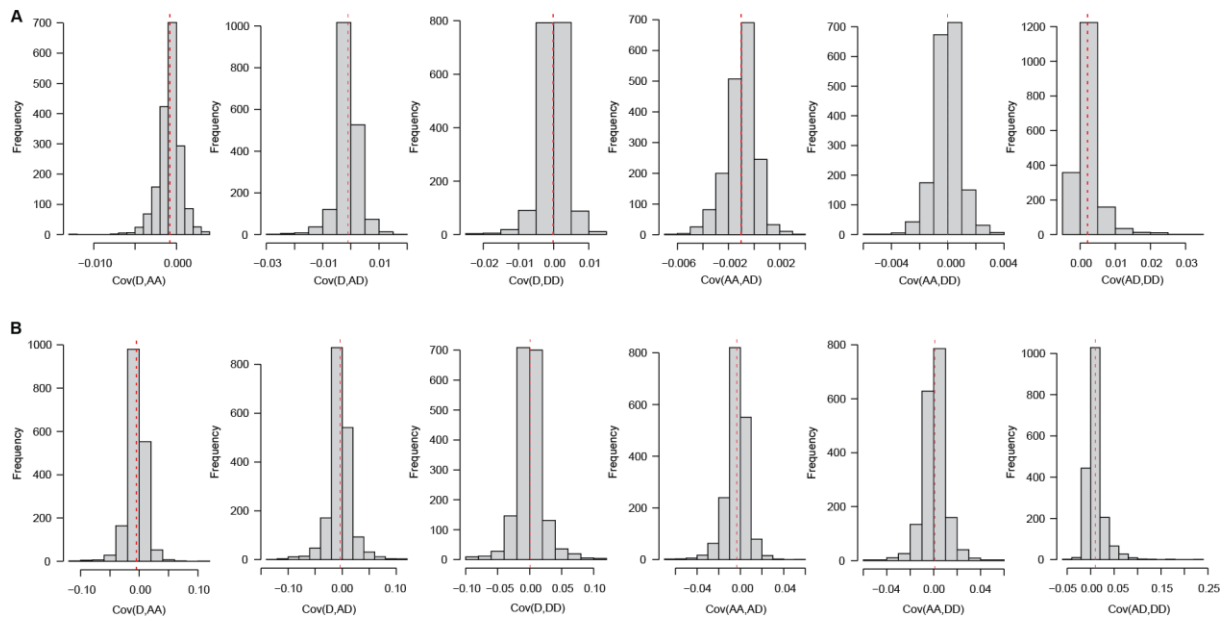 A
Frequency
0 100 200 300 400 500 600 700
−0.010 0.000
Cov(D,AA)
Frequency
0 200 400 600 800 1000
−0.03 −0.01 0.01
Cov(D,AD)
Frequency
0 200 400 600 800
−0.02 −0.01 0.00 0.01
Cov(D,DD)
Frequency
0 100 200 300 400 500 600 700
−0.006 −0.002 0.002
Cov(AA,AD)
Frequency
0 100 200 300 400 500 600 700
−0.004 0.000 0.004
Cov(AA,DD)
Frequency
0 200 400 600 800 1000 1200
0.00 0.01 0.02 0.03
Cov(AD,DD)
B
Frequency
0 200 400 600 800 1000
−0.10 0.00 0.10
Cov(D,AA)
Frequency
0 200 400 600 800
−0.10 0.00 0.10
Cov(D,AD)
Frequency
0 100 200 300 400 500 600 700
−0.10 −0.05 0.00 0.05 0.10
Cov(D,DD)
Frequency
0 200 400 600 800
−0.04 0.00 0.04
Cov(AA,AD)
Frequency
0 200 400 600 800
−0.04 0.00 0.04
Cov(AA,DD)
Frequency
0 200 400 600 800 1000
−0.05 0.05 0.15 0.25
Cov(AD,DD)